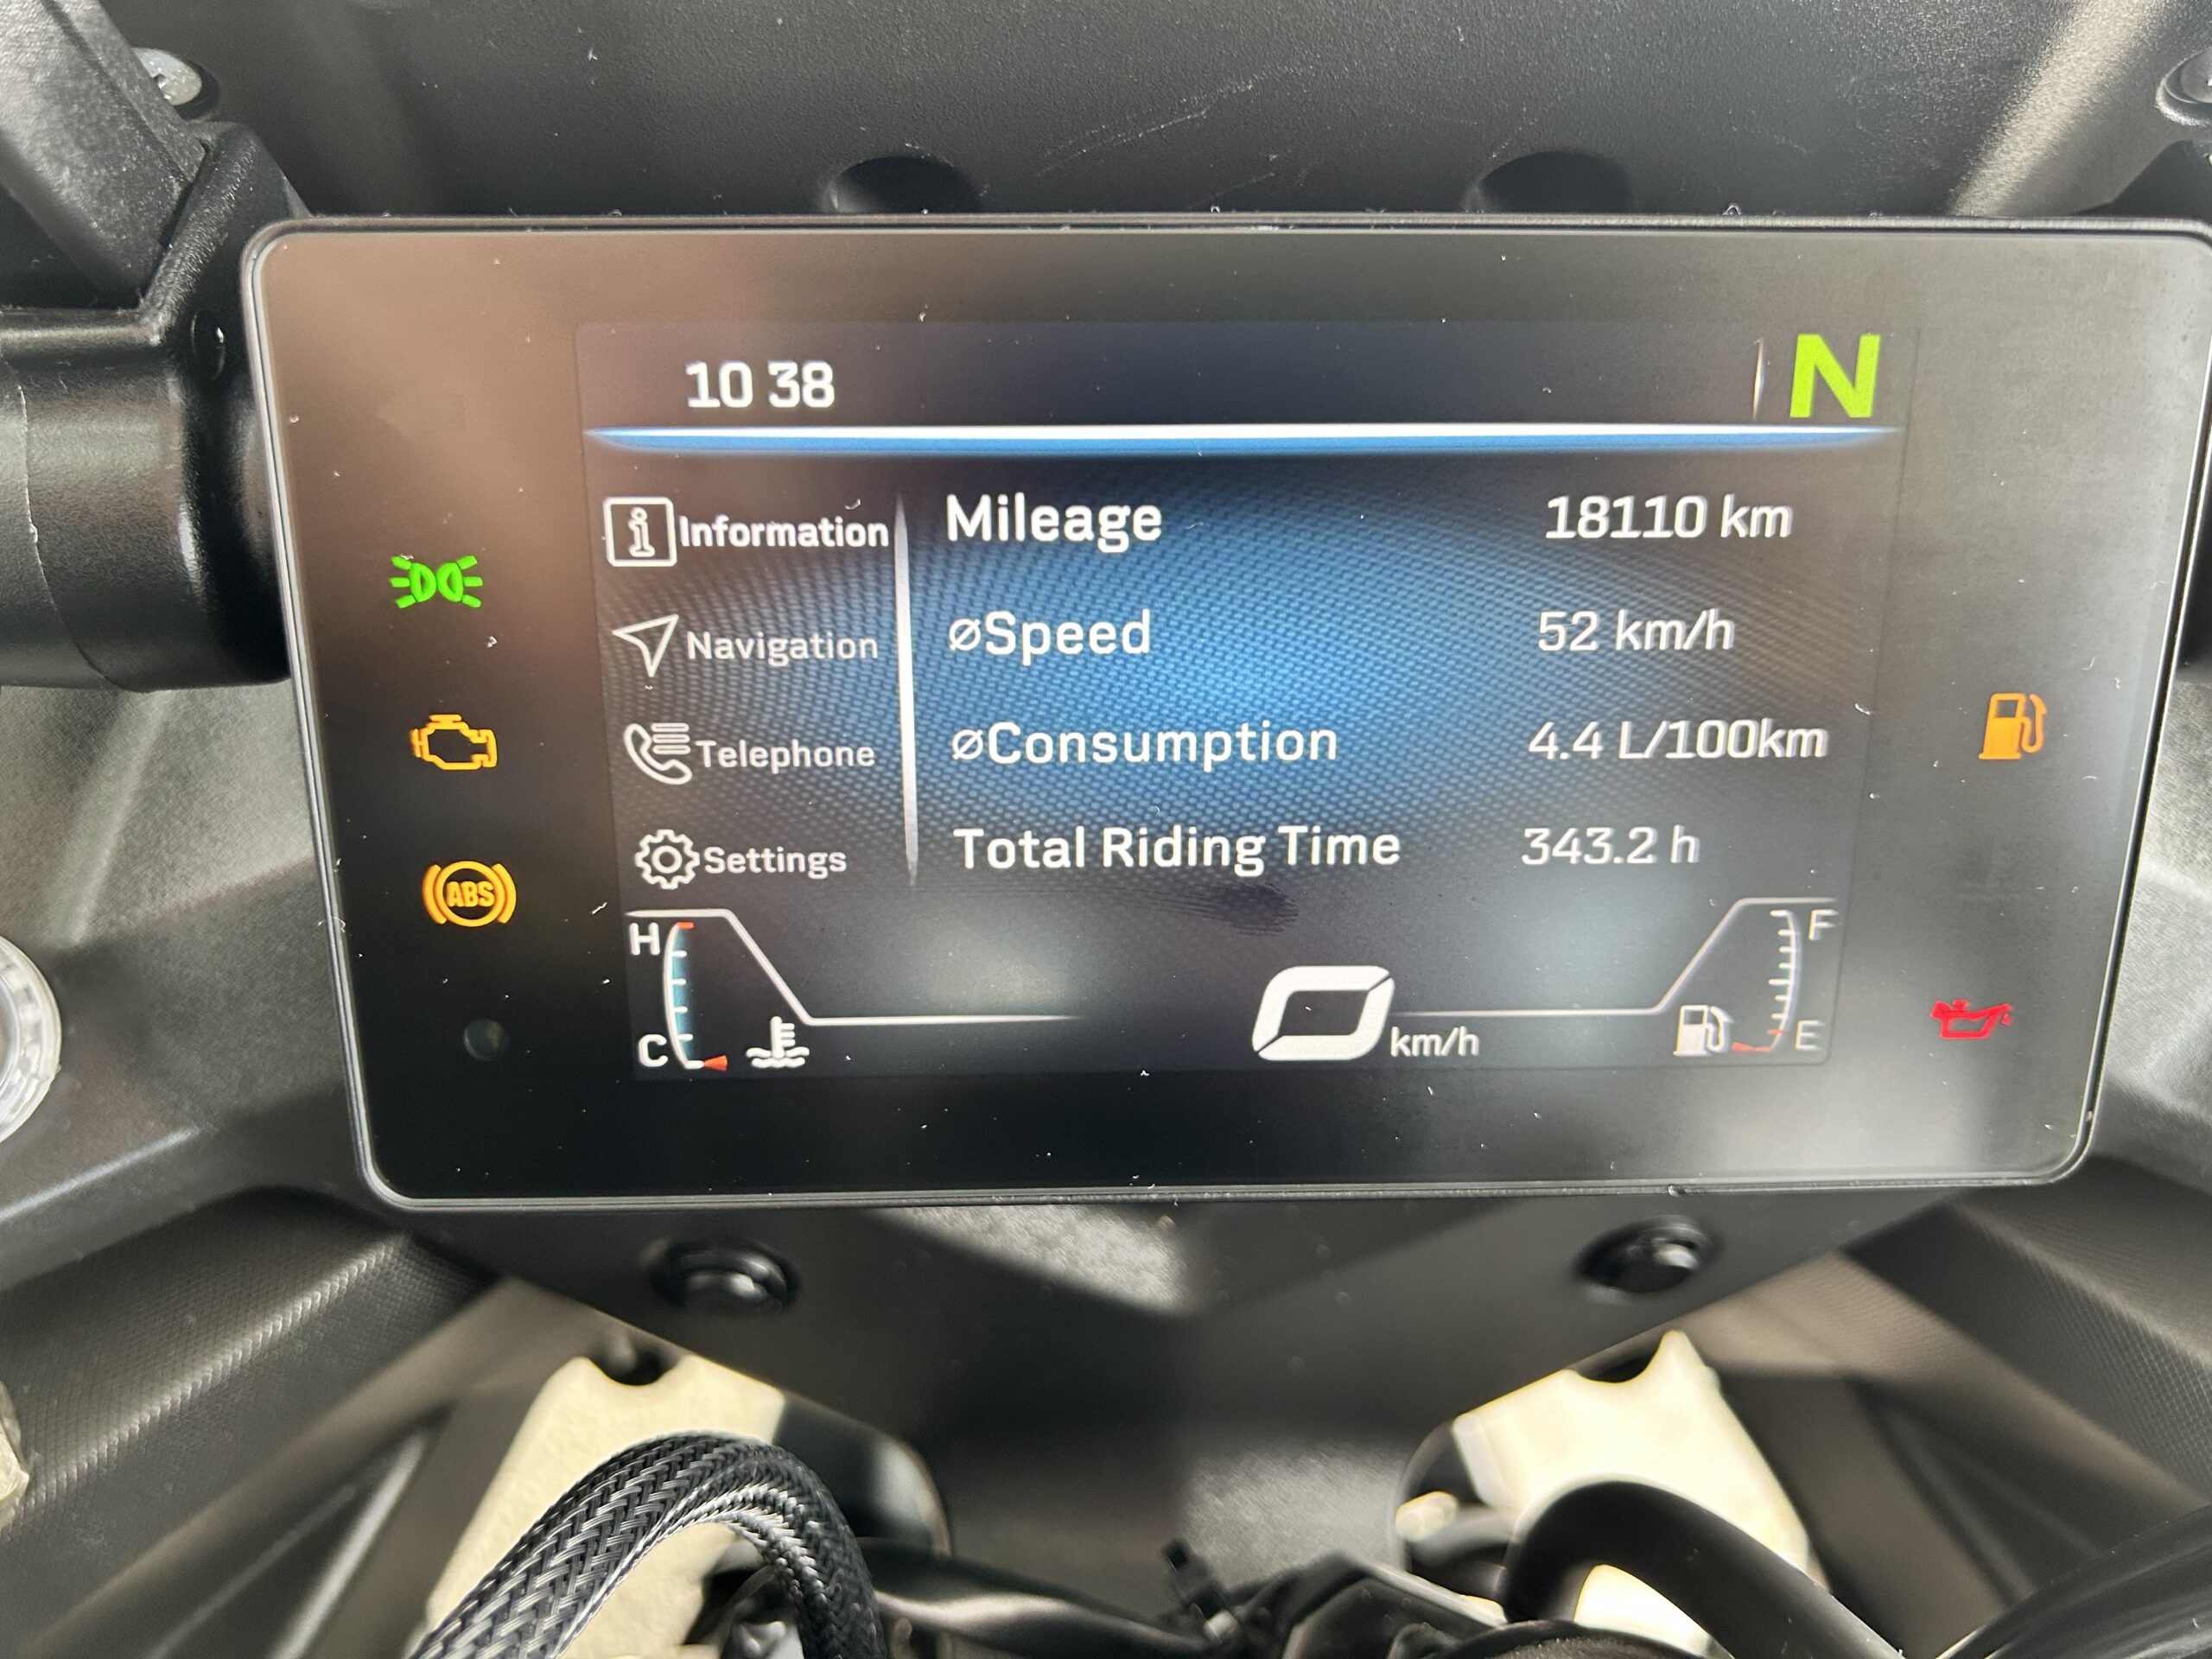 10 38
N
Information
Mileage 18110 km
Navigation
øSpeed 52 km/h
Telephone
øConsumption 4.4 L/100km
Settings
Total Riding Time 343.2 h
ABS
H
C
0 km/h
F
E